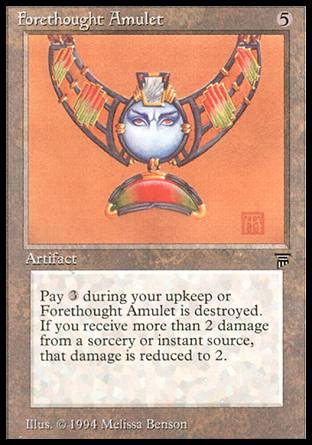 Forethought Amulet 5
Artifact
Pay 3 during your upkeep or
Forethought Amulet is destroyed.
If you receive more than 2 damage
from a sorcery or instant source,
that damage is reduced to 2.
Illus. © 1994 Melissa Benson